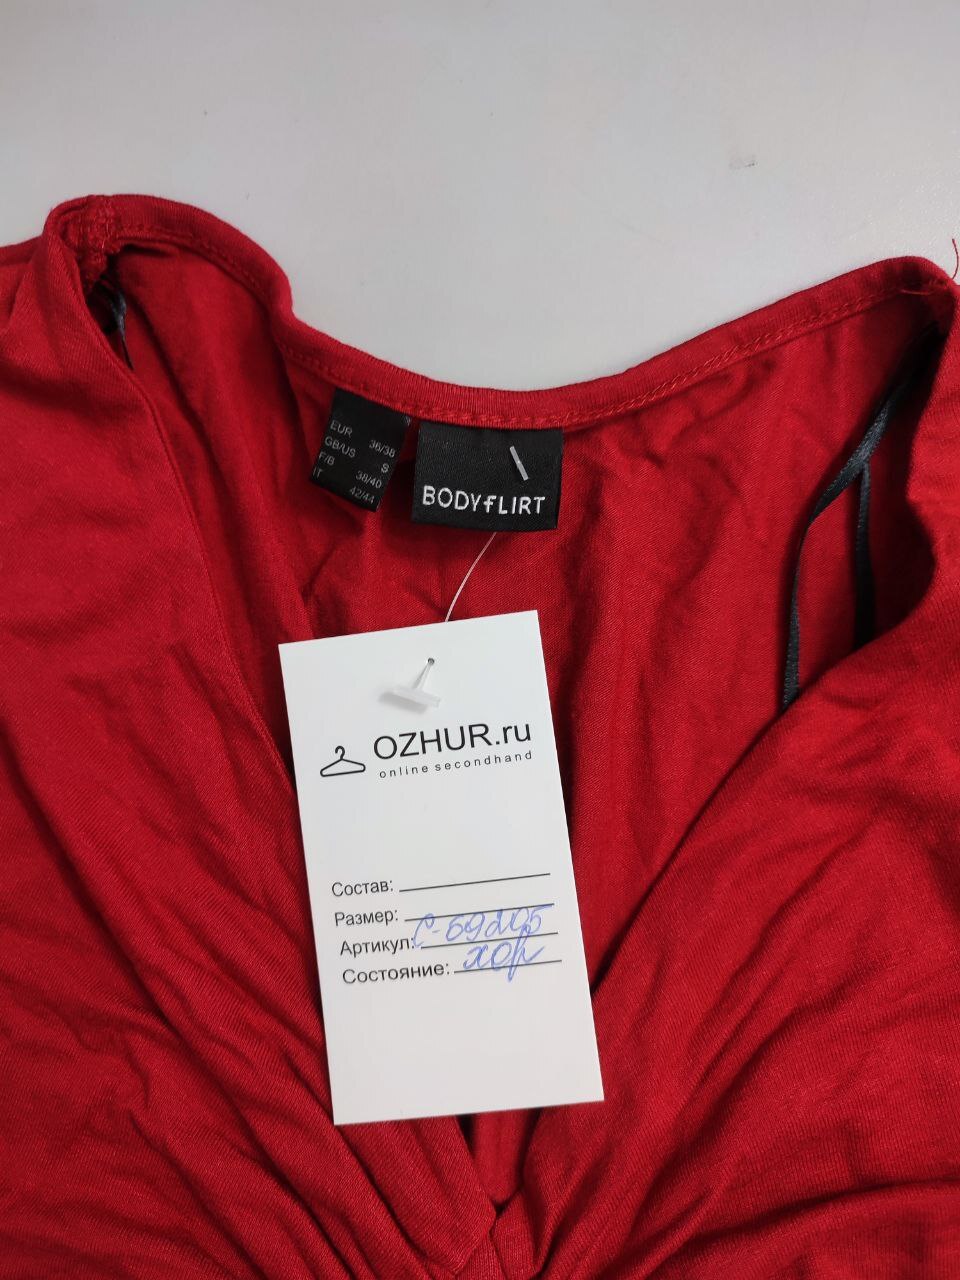 EUR 36/38
GB/US S
F/B 38/40
IT 42/44
BODYfLIRT
OZHUR.ru
online secondhand
Состав:
Размер:
Артикул: С-59295
Состояние: хор